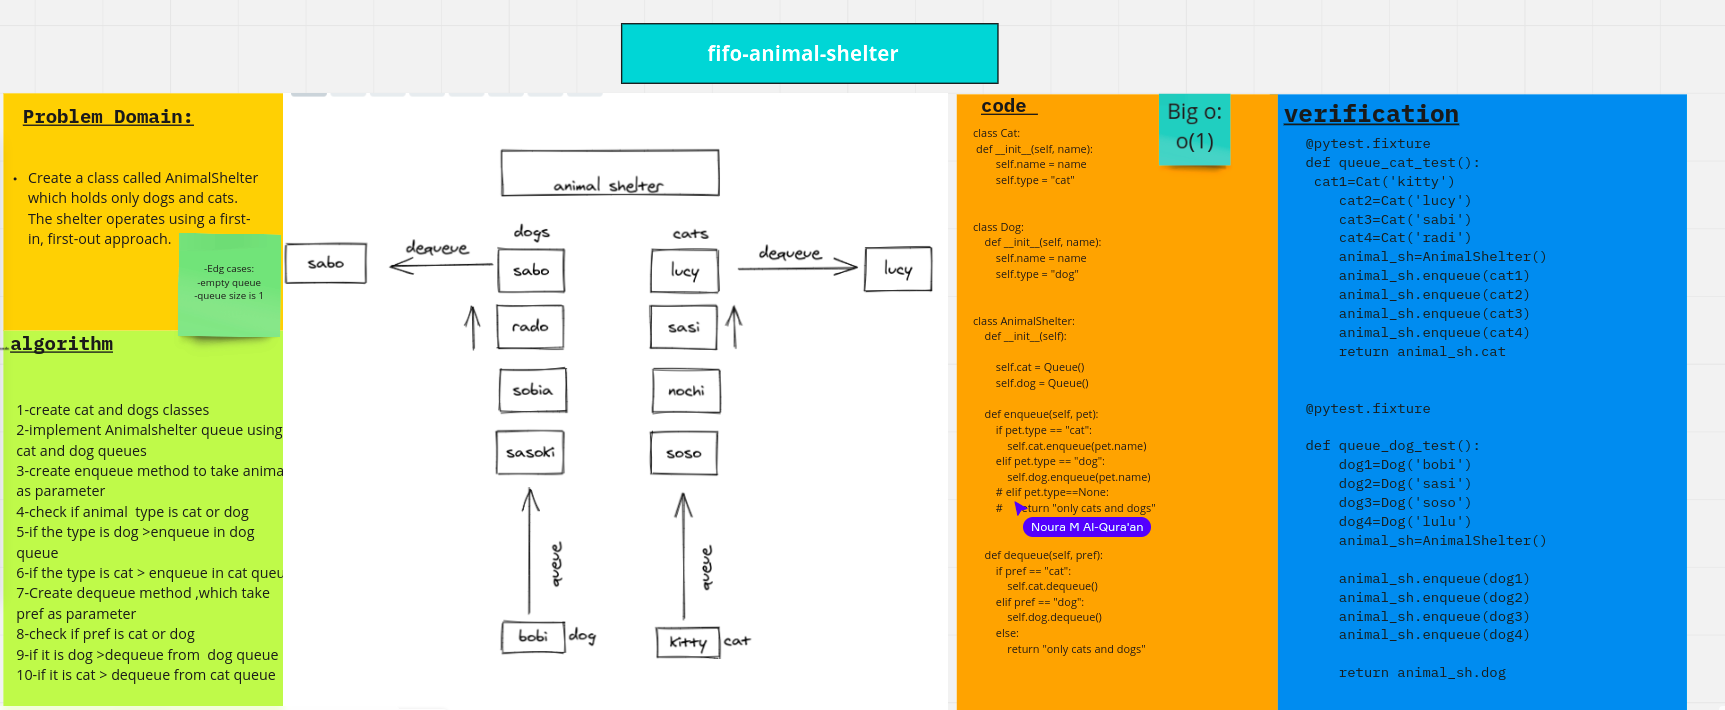 fifo-animal-shelter
Problem Domain:
• Create a class called AnimalShelter
which holds only dogs and cats.
The shelter operates using a first-
in, first-out approach.
-Edg cases:
-empty queue
-queue size is 1
algorithm
1-create cat and dogs classes
2-implement Animalshelter queue using
cat and dog queues
3-create enqueue method to take anima
as parameter
4-check if animal  type is cat or dog
5-if the type is dog >enqueue in dog
queue
6-if the type is cat > enqueue in cat queu
7-Create dequeue method ,which take
pref as parameter
8-check if pref is cat or dog
9-if it is dog >dequeue from  dog queue
10-if it is cat > dequeue from cat queue
animal shelter
dogs
cats
sabo
dequeue
sabo
lucy
dequeue
lucy
rado
sasi
sobia
nochi
sasoki
soso
queue
queue
bobi
dog
kitty
cat
code
class Cat:
def __init__(self, name):
self.name = name
self.type = "cat"
class Dog:
def __init__(self, name):
self.name = name
self.type = "dog"
class AnimalShelter:
def __init__(self):
self.cat = Queue()
self.dog = Queue()
def enqueue(self, pet):
if pet.type == "cat":
self.cat.enqueue(pet.name)
elif pet.type == "dog":
self.dog.enqueue(pet.name)
# elif pet.type==None:
# eturn "only cats and dogs"
Noura M Al-Qura'an
def dequeue(self, pref):
if pref == "cat":
self.cat.dequeue()
elif pref == "dog":
self.dog.dequeue()
else:
return "only cats and dogs"
Big o:
o(1)
verification
@pytest.fixture
def queue_cat_test():
cat1=Cat('kitty')
cat2=Cat('lucy')
cat3=Cat('sabi')
cat4=Cat('radi')
animal_sh=AnimalShelter()
animal_sh.enqueue(cat1)
animal_sh.enqueue(cat2)
animal_sh.enqueue(cat3)
animal_sh.enqueue(cat4)
return animal_sh.cat
@pytest.fixture
def queue_dog_test():
dog1=Dog('bobi')
dog2=Dog('sasi')
dog3=Dog('soso')
dog4=Dog('lulu')
animal_sh=AnimalShelter()
animal_sh.enqueue(dog1)
animal_sh.enqueue(dog2)
animal_sh.enqueue(dog3)
animal_sh.enqueue(dog4)
return animal_sh.dog